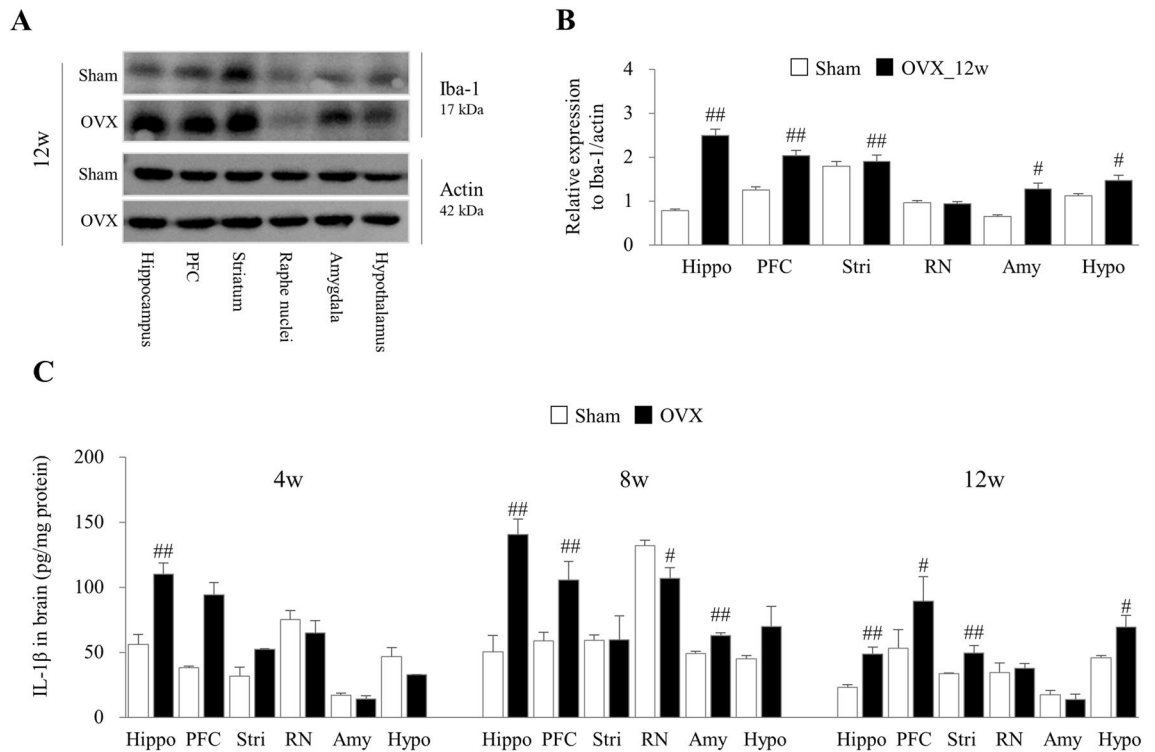 A
Sham
OVX
Sham
OVX
12w
Iba-1
17 kDa
Actin
42 kDa
Hippocampus
PFC
Striatum
Raphe nuclei
Amygdala
Hypothalamus
B
Sham OVX_12w
Relative expression
to Iba-1/actin
4
3
2
1
0
## ## ## # #
Hippo PFC Stri RN Amy Hypo
C
Sham OVX
IL-1β in brain (pg/mg protein)
200
150
100
50
0
4w 8w 12w
##
## ## # ##
## # ## #
Hippo PFC Stri RN Amy Hypo Hippo PFC Stri RN Amy Hypo Hippo PFC Stri RN Amy Hypo